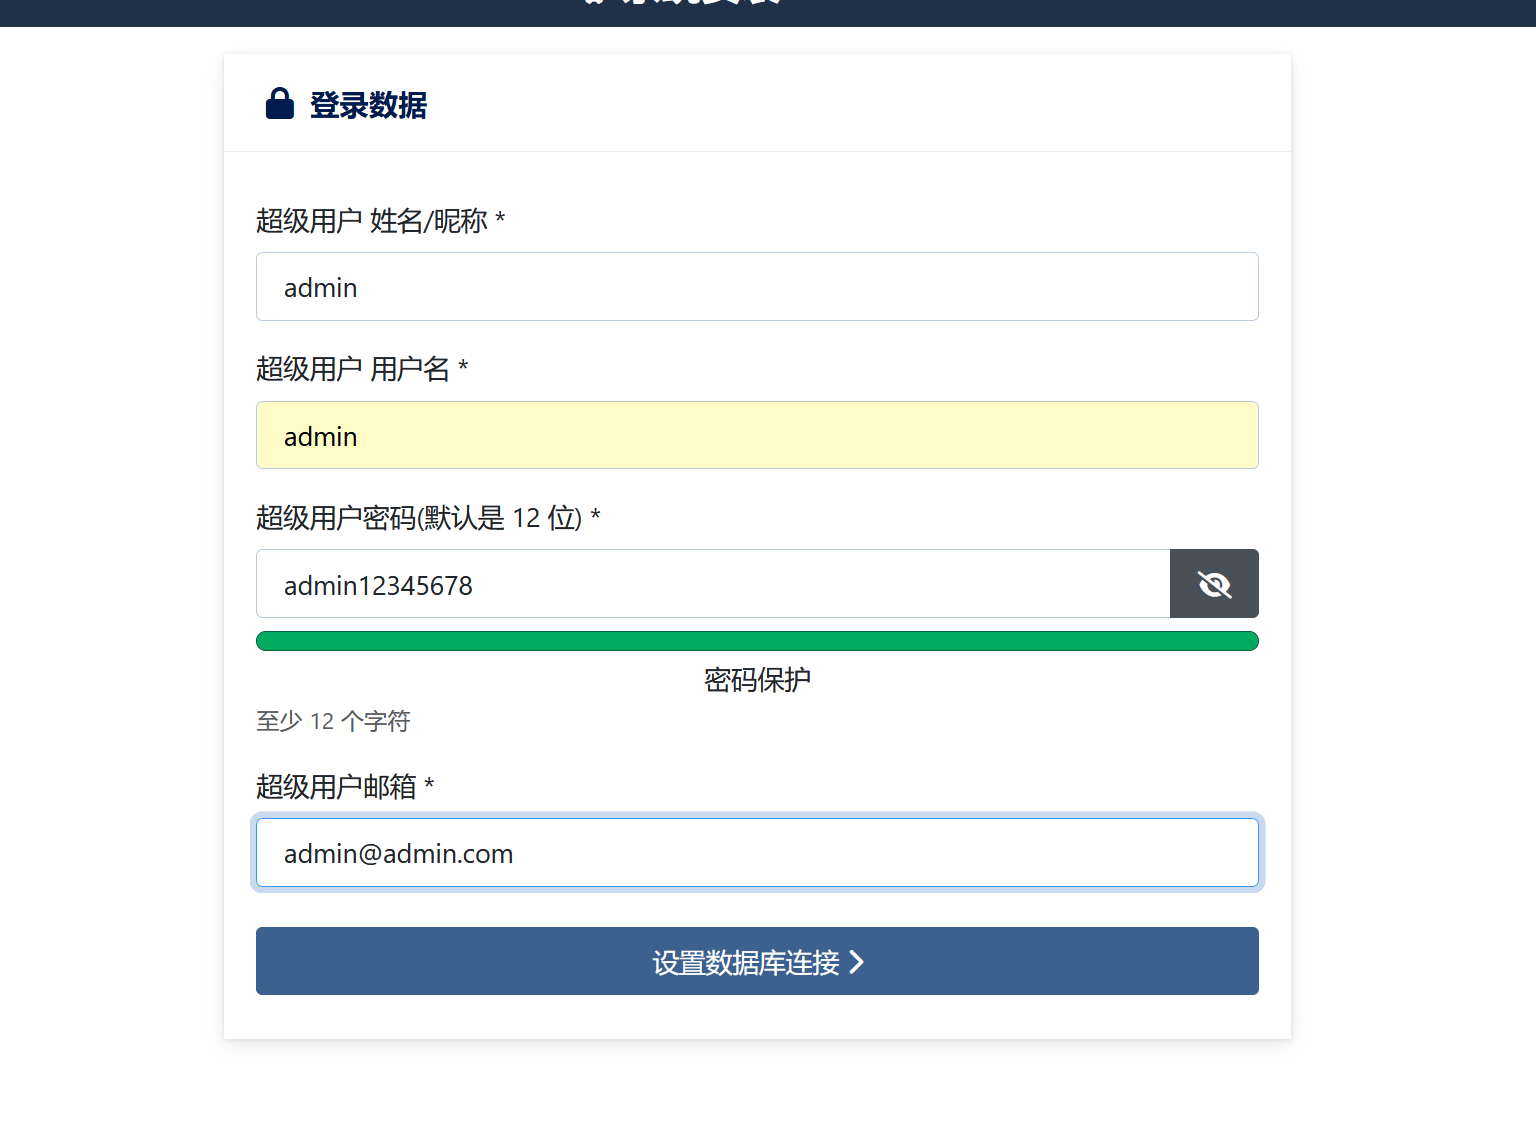 登录数据
超级用户 姓名/昵称 *
admin
超级用户 用户名 *
admin
超级用户密码(默认是 12 位) *
admin12345678
密码保护
至少 12 个字符
超级用户邮箱 *
admin@admin.com
设置数据库连接